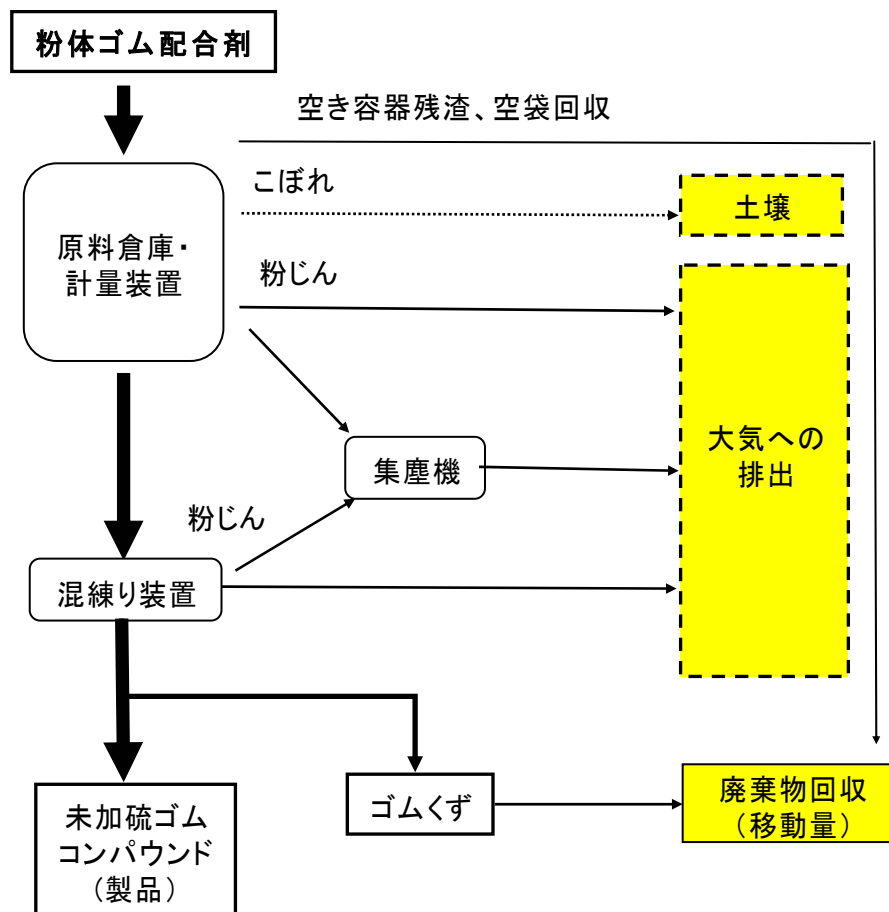 粉体ゴム配合剤
空き容器残渣、空袋回収
こぼれ
土壌
原料倉庫・
計量装置
粉じん
大気への
排出
集塵機
粉じん
混練り装置
ゴムくず
廃棄物回収
（移動量）
未加硫ゴム
コンパウンド
（製品）